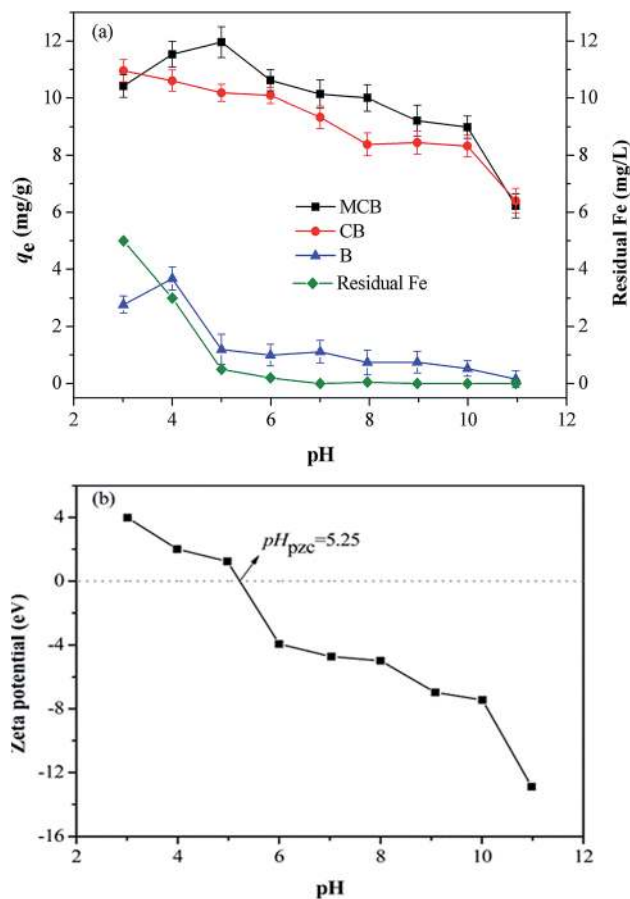 (a)
12
10
8
6
4
2
0
qe (mg/g)
12
10
8
6
4
2
0
Residual Fe (mg/L)
MCB
CB
B
Residual Fe
2 4 6 8 10 12
pH
(b)
4
0
-4
-8
-12
-16
Zeta potential (eV)
pHpzc=5.25
2 4 6 8 10 12
pH